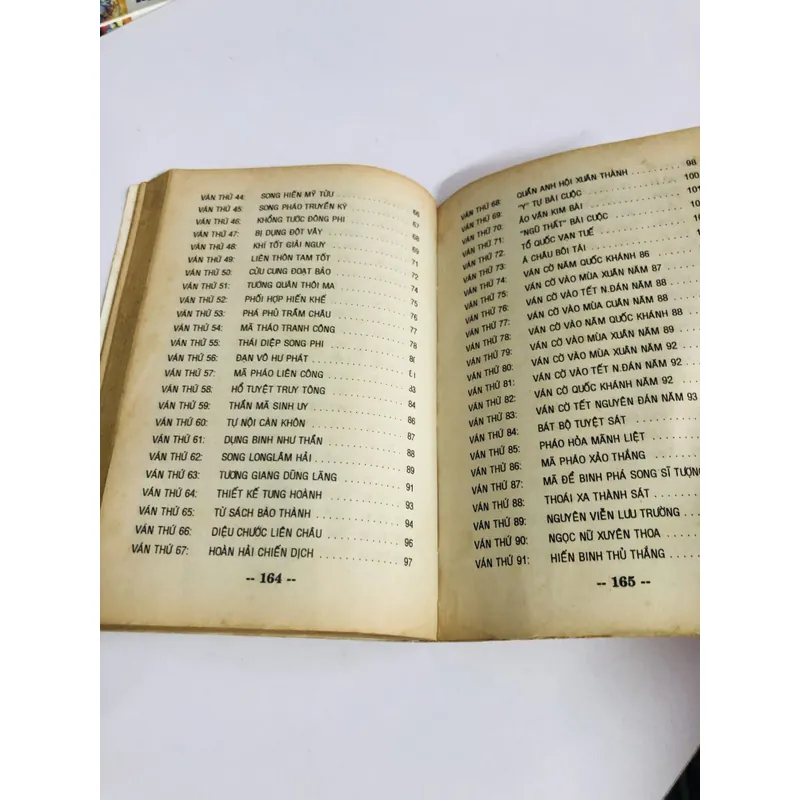 VÁN THỨ 44: SONG HIẾN MỸ TỬU 66
VÁN THỨ 45: SONG PHÁO TRUYỀN KỲ 67
VÁN THỨ 46: KHỔNG TƯỚC ĐÔNG PHI 68
VÁN THỨ 47: BỊ DỤNG ĐỘT VÂY 69
VÁN THỨ 48: KHÍ TỐT GIẢI NGUY 71
VÁN THỨ 49: LIÊN THÔN TAM TỐT 72
VÁN THỨ 50: CỬU CUNG ĐOẠT BẢO 74
VÁN THỨ 51: TƯỚNG QUÂN THÔI MA 75
VÁN THỨ 52: PHỐI HỢP HIẾN KHẾ 76
VÁN THỨ 53: PHÁ PHỦ TRẦM CHÂU 77
VÁN THỨ 54: MÃ THÁO TRANH CÔNG 78
VÁN THỨ 55: THÁI DIỆP SONG PHI
VÁN THỨ 56: ĐẠN VÔ HƯ PHÁT
VÁN THỨ 57: MÃ PHÁO LIÊN CÔNG
VÁN THỨ 58: HỔ TUYỆT TRUY TÔNG
VÁN THỨ 59: THẦN MÃ SINH UY 84
VÁN THỨ 60: TỰ NỘI CÀN KHÔN 86
VÁN THỨ 61: DỤNG BINH NHƯ THẦN 87
VÁN THỨ 62: SONG LONGLÂM HẢI 88
VÁN THỨ 63: TƯƠNG GIANG DŨNG LÃNG 89
VÁN THỨ 64: THIẾT KẾ TUNG HOÀNH 91
VÁN THỨ 65: TỪ SÁCH BẢO THÀNH 93
VÁN THỨ 66: DIỆU CHƯỚC LIÊN CHÂU 94
VÁN THỨ 67: HOÀN HẢI CHIẾN DỊCH 96
97
-- 164 --
VÁN THỨ 68: QUẦN ANH HỘI XUÂN THÀNH 98
VÁN THỨ 69: "Y" TỰ BÀI CUỘC 100
VÁN THỨ 70: ÁO VẬN KIM BÀI
VÁN THỨ 71: "NGŨ THẤT" BÀI CUỘC
VÁN THỨ 72: TỔ QUỐC VẠN TUẾ
VÁN THỨ 73: Á CHÂU BÔI TÁI
VÁN THỨ 74: VÁN CỜ NĂM QUỐC KHÁNH 86
VÁN THỨ 75: VÁN CỜ VÀO MÙA XUÂN 87
VÁN THỨ 76: VÁN CỜ VÀO TẾT N.ĐÁN NĂM 88
VÁN THỨ 77: VÁN CỜ VÀO MÙA CUÂN NĂM 88
VÁN THỨ 78: VÁN CỜ VÀO NĂM QUỐC KHÁNH 88
VÁN THỨ 79: VÁN CỜ VÀO MÙA XUÂN NĂM 89
VÁN THỨ 80: VÁN CỜ VÀO MÙA XUÂN NĂM 92
VÁN THỨ 81: VÁN CỜ VÀO TẾT N.ĐÁN NĂM 92
VÁN THỨ 82: VÁN CỜ QUỐC KHÁNH NĂM 92
VÁN THỨ 83: VÁN CỜ TẾT NGUYÊN ĐÁN NĂM 93
VÁN THỨ 84: BÁT BỘ TUYỆT SÁT
VÁN THỨ 85: PHÁO HÒA MÃNH LIỆT
VÁN THỨ 86: MÃ PHÁO XẢO THẮNG
VÁN THỨ 87: MÃ ĐỂ BINH PHÁ SONG SĨ TƯỢNG
VÁN THỨ 88: THOÁI XA THÀNH SÁT
VÁN THỨ 89: NGUYÊN VIỄN LƯU TRƯỜNG
VÁN THỨ 90: NGỌC NỮ XUYÊN THOA
VÁN THỨ 91: HIẾN BINH THỦ THẮNG
-- 165 --